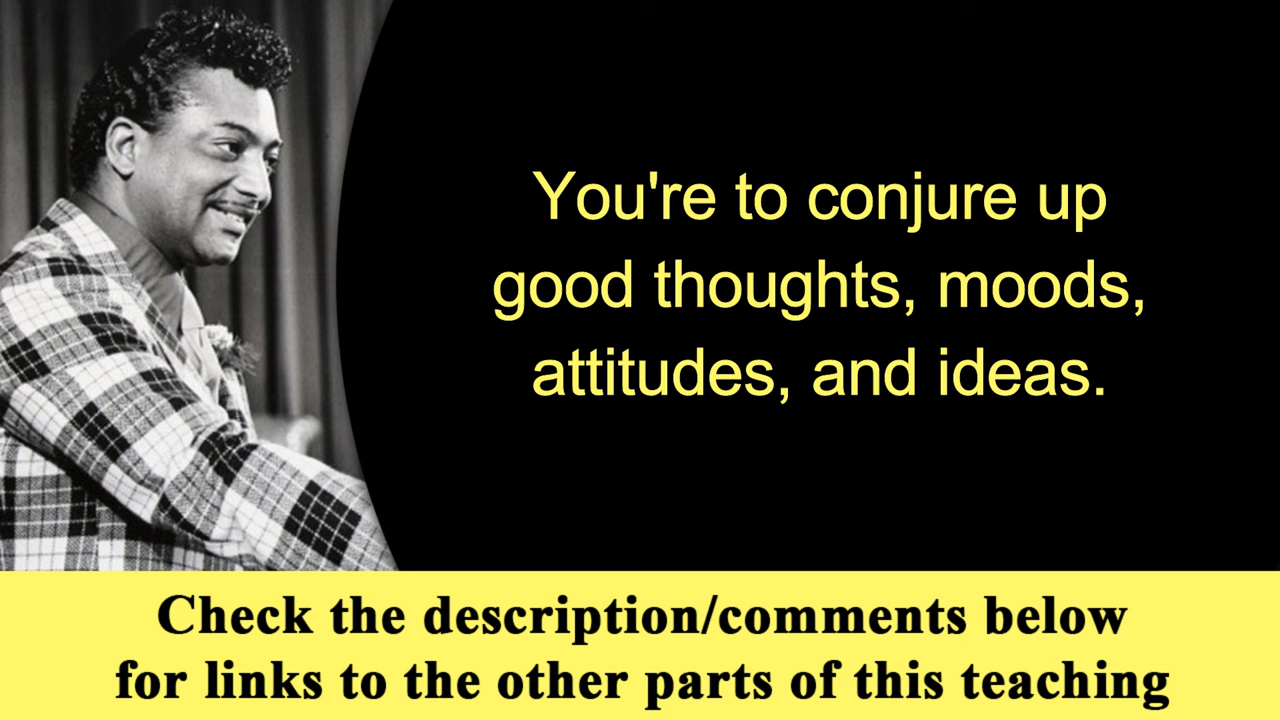 You're to conjure up
good thoughts, moods,
attitudes, and ideas.
Check the description/comments below
for links to the other parts of this teaching